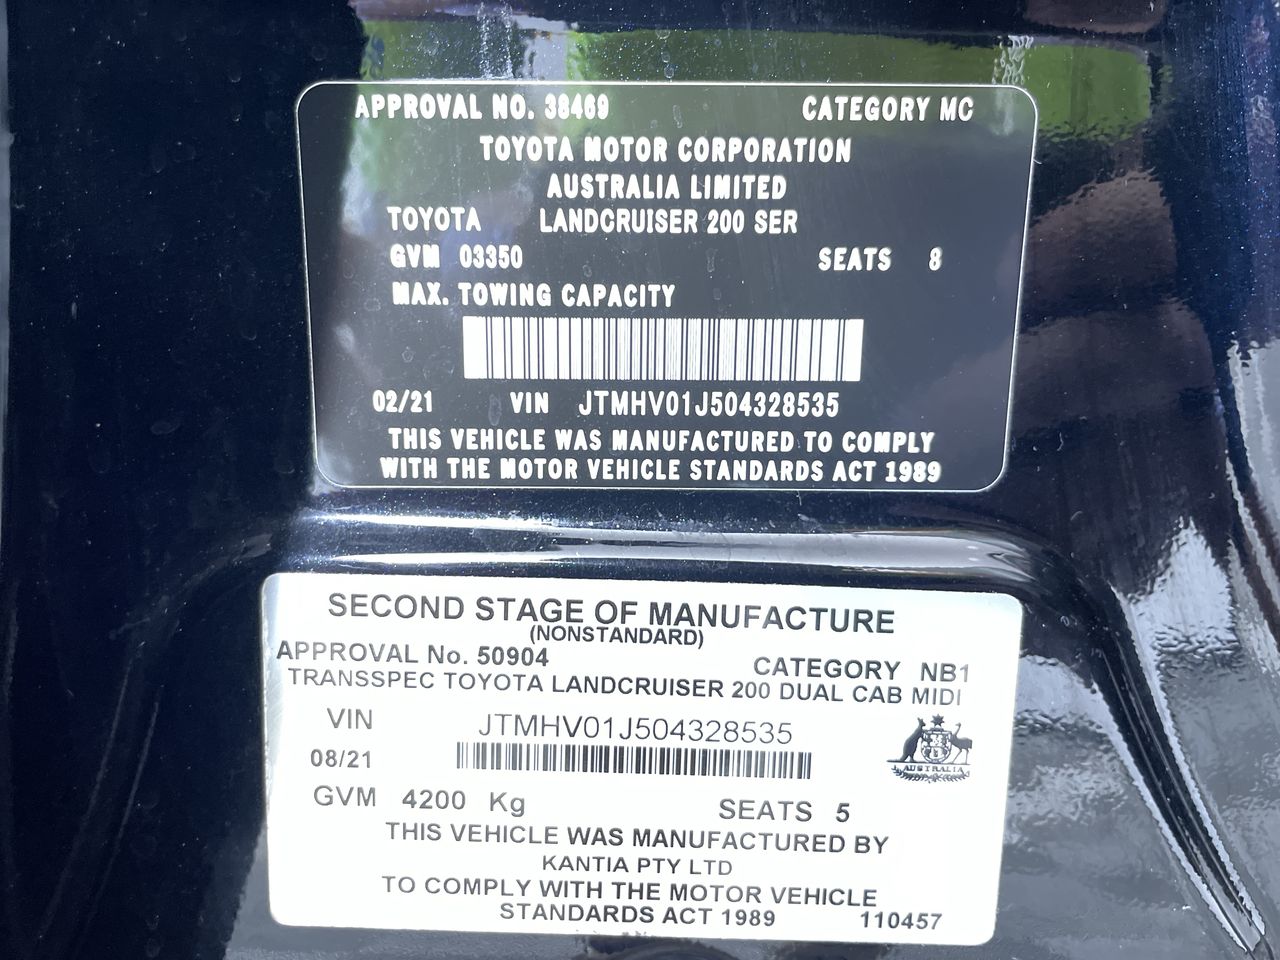 APPROVAL NO. 38469 CATEGORY MC
TOYOTA MOTOR CORPORATION
AUSTRALIA LIMITED
TOYOTA LANDCRUISER 200 SER
GVM 03350 SEATS 8
MAX. TOWING CAPACITY
02/21 VIN JTMHV01J504328535
THIS VEHICLE WAS MANUFACTURED TO COMPLY
WITH THE MOTOR VEHICLE STANDARDS ACT 1989
SECOND STAGE OF MANUFACTURE
(NONSTANDARD)
APPROVAL No. 50904 CATEGORY NB1
TRANSSPEC TOYOTA LANDCRUISER 200 DUAL CAB MIDI
VIN JTMHV01J504328535
08/21
AUSTRALIA
GVM 4200 Kg SEATS 5
THIS VEHICLE WAS MANUFACTURED BY
KANTIA PTY LTD
TO COMPLY WITH THE MOTOR VEHICLE
STANDARDS ACT 1989 110457